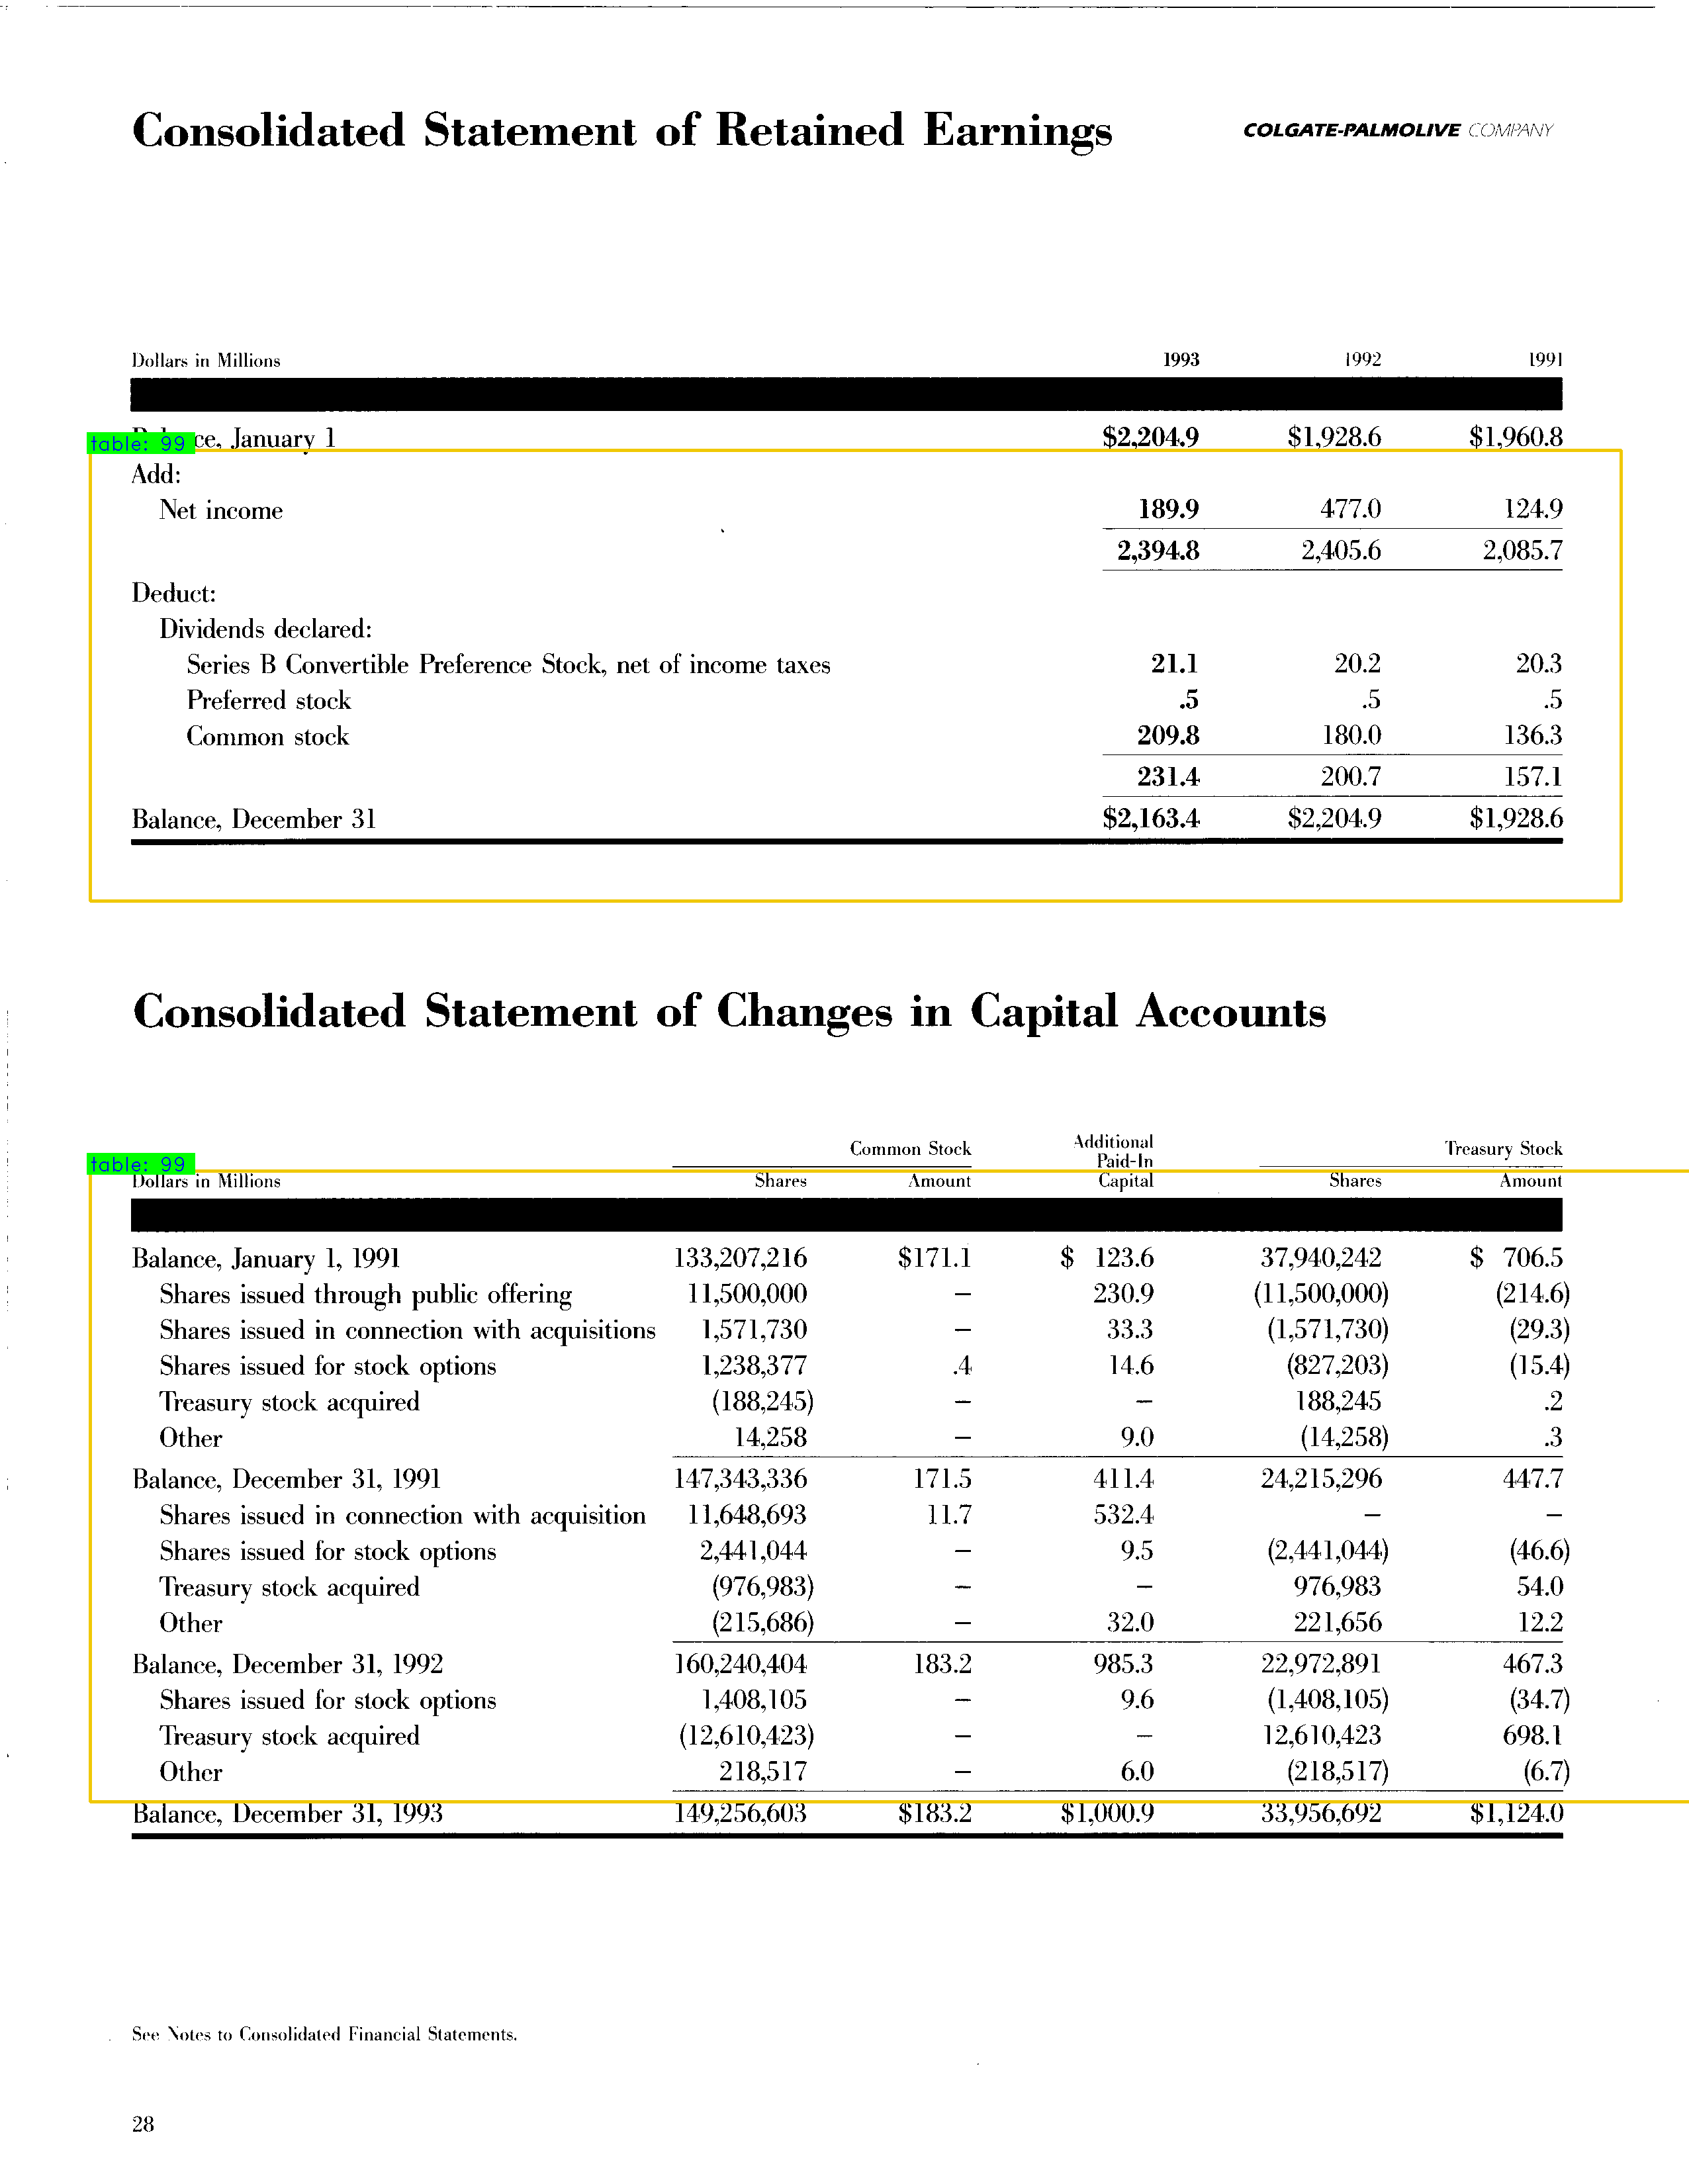 Consolidated Statement of Retained Earnings
COLGATE-PALMOLIVE COMPANY
Dollars in Millions 1993 1992 1991
table: 99 ce, January 1 $2,204.9 $1,928.6 $1,960.8
Add:
Net income 189.9 477.0 124.9
2,394.8 2,405.6 2,085.7
Deduct:
Dividends declared:
Series B Convertible Preference Stock, net of income taxes 21.1 20.2 20.3
Preferred stock .5 .5 .5
Common stock 209.8 180.0 136.3
231.4 200.7 157.1
Balance, December 31 $2,163.4 $2,204.9 $1,928.6
Consolidated Statement of Changes in Capital Accounts
Common Stock Additional Paid-In Treasury Stock
table: 99
Dollars in Millions Shares Amount Capital Shares Amount
Balance, January 1, 1991 133,207,216 $171.1 $ 123.6 37,940,242 $ 706.5
Shares issued through public offering 11,500,000 – 230.9 (11,500,000) (214.6)
Shares issued in connection with acquisitions 1,571,730 – 33.3 (1,571,730) (29.3)
Shares issued for stock options 1,238,377 .4 14.6 (827,203) (15.4)
Treasury stock acquired (188,245) – – 188,245 .2
Other 14,258 – 9.0 (14,258) .3
Balance, December 31, 1991 147,343,336 171.5 411.4 24,215,296 447.7
Shares issued in connection with acquisition 11,648,693 11.7 532.4 – –
Shares issued for stock options 2,441,044 – 9.5 (2,441,044) (46.6)
Treasury stock acquired (976,983) – – 976,983 54.0
Other (215,686) – 32.0 221,656 12.2
Balance, December 31, 1992 160,240,404 183.2 985.3 22,972,891 467.3
Shares issued for stock options 1,408,105 – 9.6 (1,408,105) (34.7)
Treasury stock acquired (12,610,423) – – 12,610,423 698.1
Other 218,517 – 6.0 (218,517) (6.7)
Balance, December 31, 1993 149,256,603 $183.2 $1,000.9 33,956,692 $1,124.0
See Notes to Consolidated Financial Statements.
28